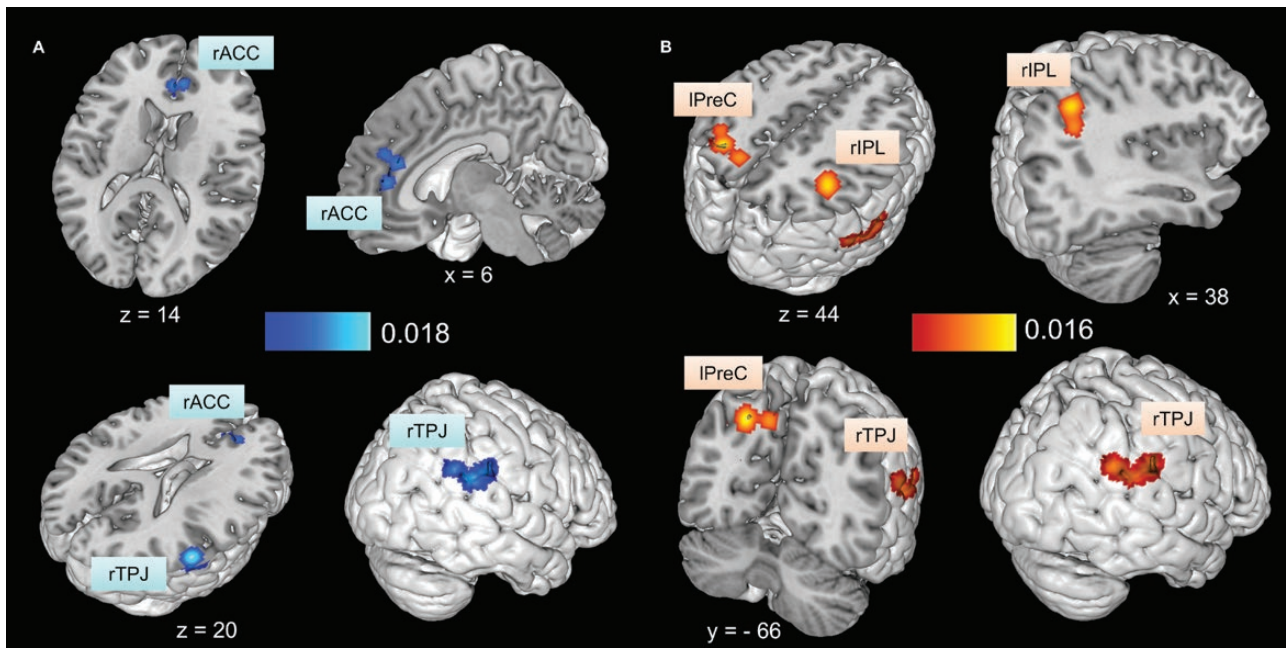 A
rACC
rACC
x = 6
z = 14
0.018
rACC
rTPJ
rTPJ
z = 20
B
lPreC
rIPL
rIPL
x = 38
z = 44
0.016
lPreC
rTPJ
rTPJ
y = - 66